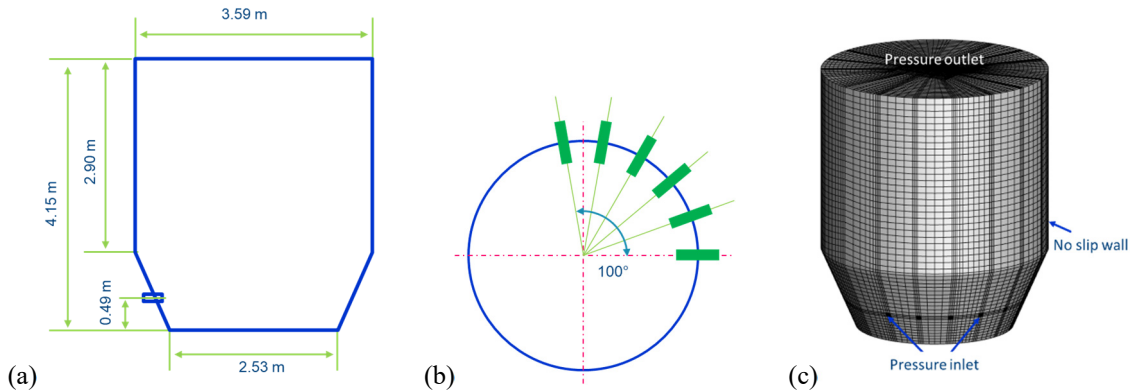 3.59 m
2.90 m
4.15 m
0.49 m
2.53 m
(a)
100°
(b)
Pressure outlet
No slip wall
Pressure inlet
(c)